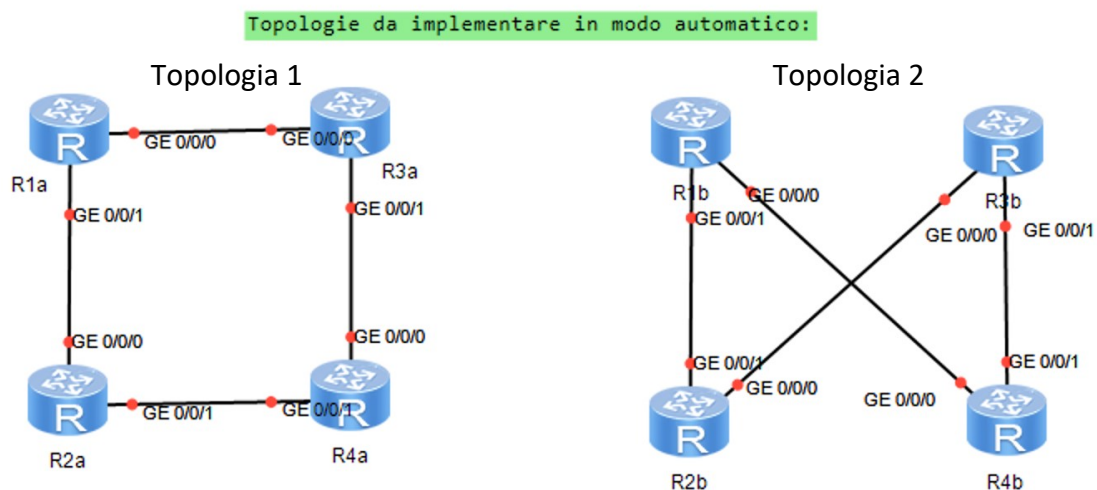 Topologie da implementare in modo automatico:
Topologia 1
R
R
GE 0/0/0
GE 0/0/0
R1a
R3a
GE 0/0/1
GE 0/0/1
GE 0/0/0
GE 0/0/0
R
R
GE 0/0/1
GE 0/0/1
R2a
R4a
Topologia 2
R
R
R1b
GE 0/0/0
R3b
GE 0/0/1
GE 0/0/0
GE 0/0/1
GE 0/0/1
GE 0/0/1
GE 0/0/0
GE 0/0/0
R
R
R2b
R4b